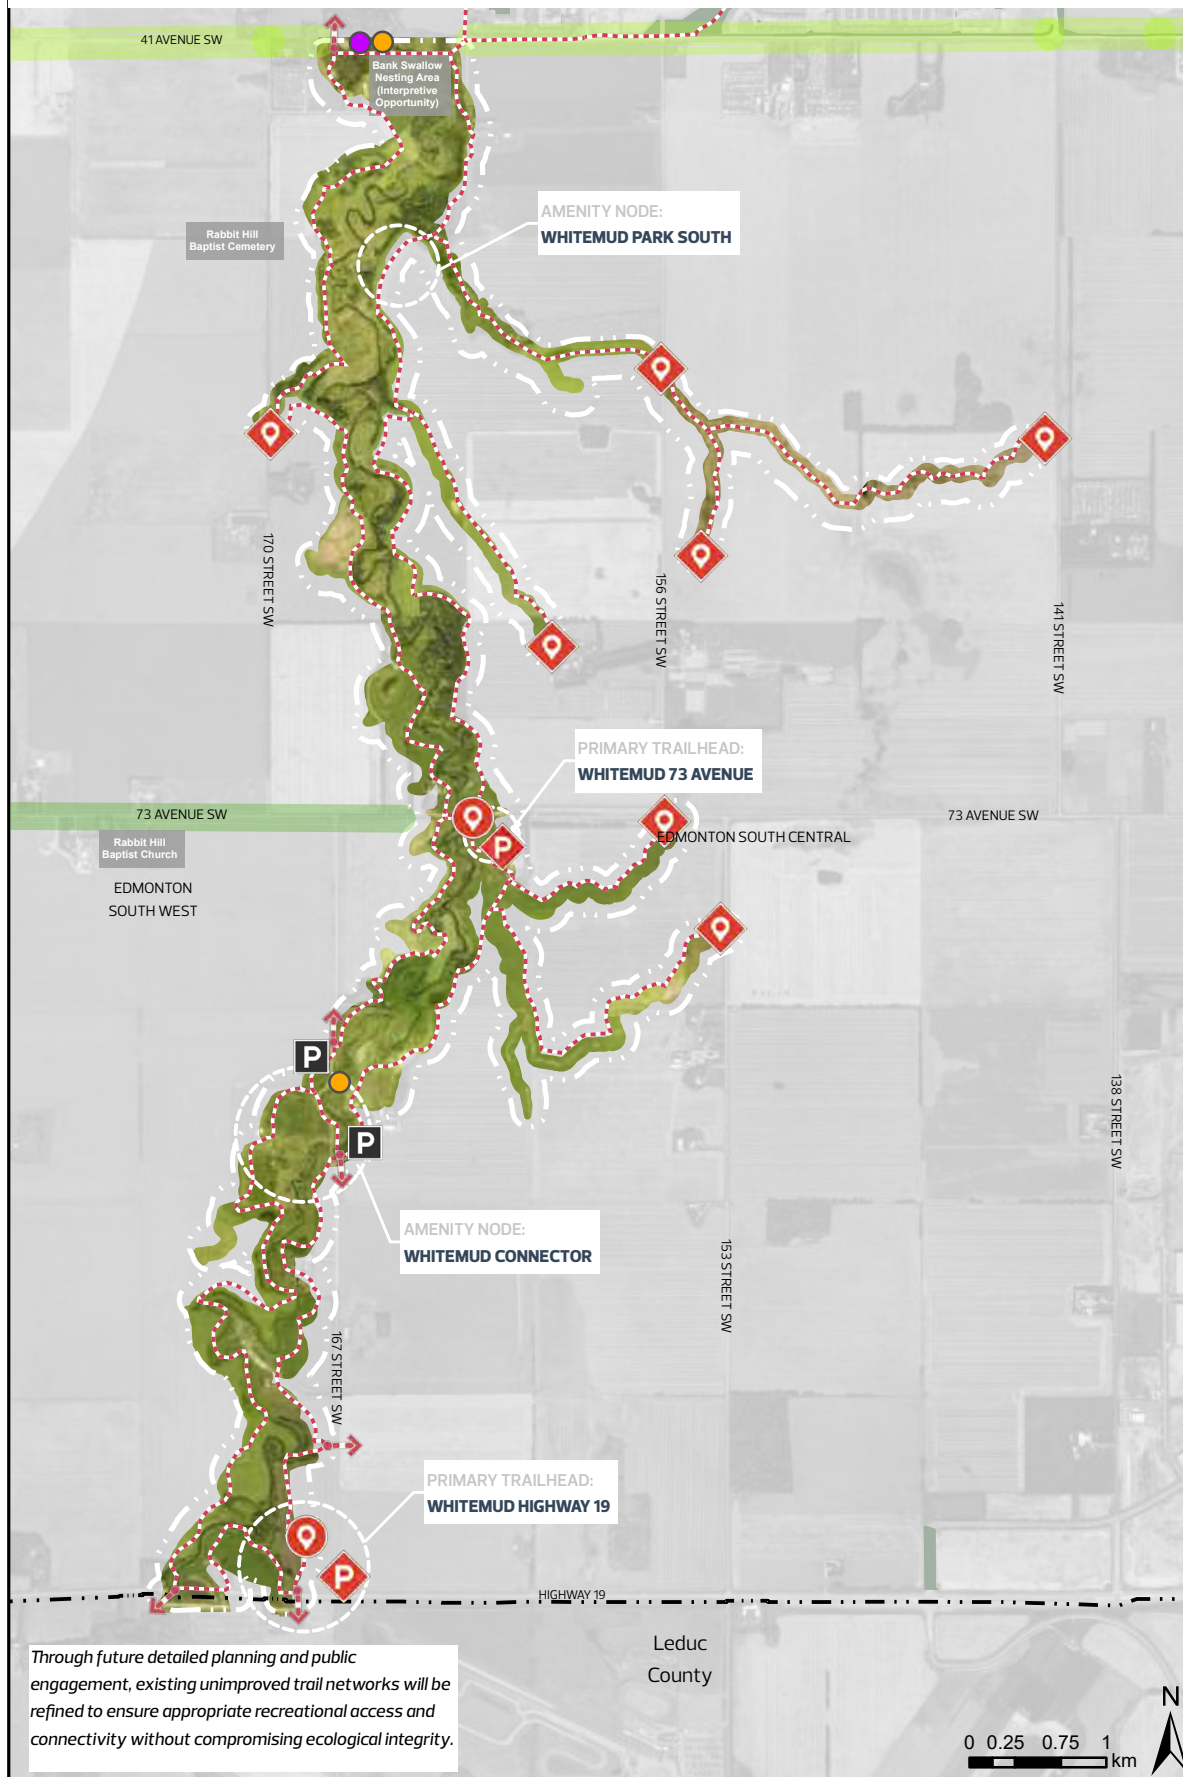 41 AVENUE SW
Bank Swallow
Nesting Area
(Interpretive
Opportunity)
AMENITY NODE:
WHITEMUD PARK SOUTH
Rabbit Hill
Baptist Cemetery
170 STREET SW
156 STREET SW
141 STREET SW
PRIMARY TRAILHEAD:
WHITEMUD 73 AVENUE
73 AVENUE SW
73 AVENUE SW
P
EDMONTON SOUTH CENTRAL
Rabbit Hill
Baptist Church
EDMONTON
SOUTH WEST
P
P
138 STREET SW
AMENITY NODE:
WHITEMUD CONNECTOR
153 STREET SW
167 STREET SW
PRIMARY TRAILHEAD:
WHITEMUD HIGHWAY 19
P
HIGHWAY 19
Leduc
County
Through future detailed planning and public
engagement, existing unimproved trail networks will be
refined to ensure appropriate recreational access and
connectivity without compromising ecological integrity.
N
0 0.25 0.75 1
km